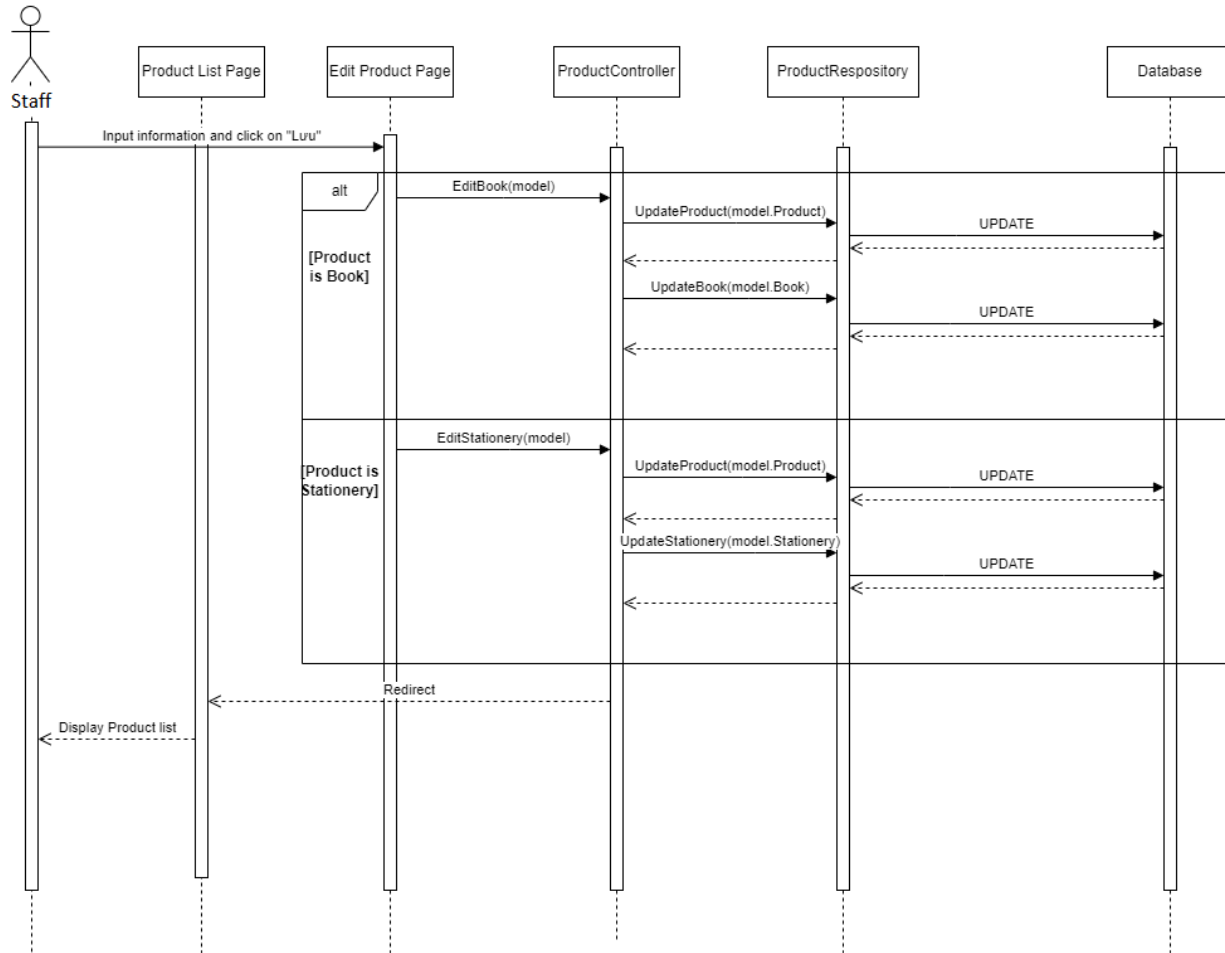 Staff
Product List Page
Edit Product Page
ProductController
ProductRespository
Database
Input information and click on "Lưu"
alt
EditBook(model)
UpdateProduct(model.Product)
UPDATE
[Product
is Book]
UpdateBook(model.Book)
UPDATE
EditStationery(model)
[Product is
Stationery]
UpdateProduct(model.Product)
UPDATE
UpdateStationery(model.Stationery)
UPDATE
Redirect
Display Product list